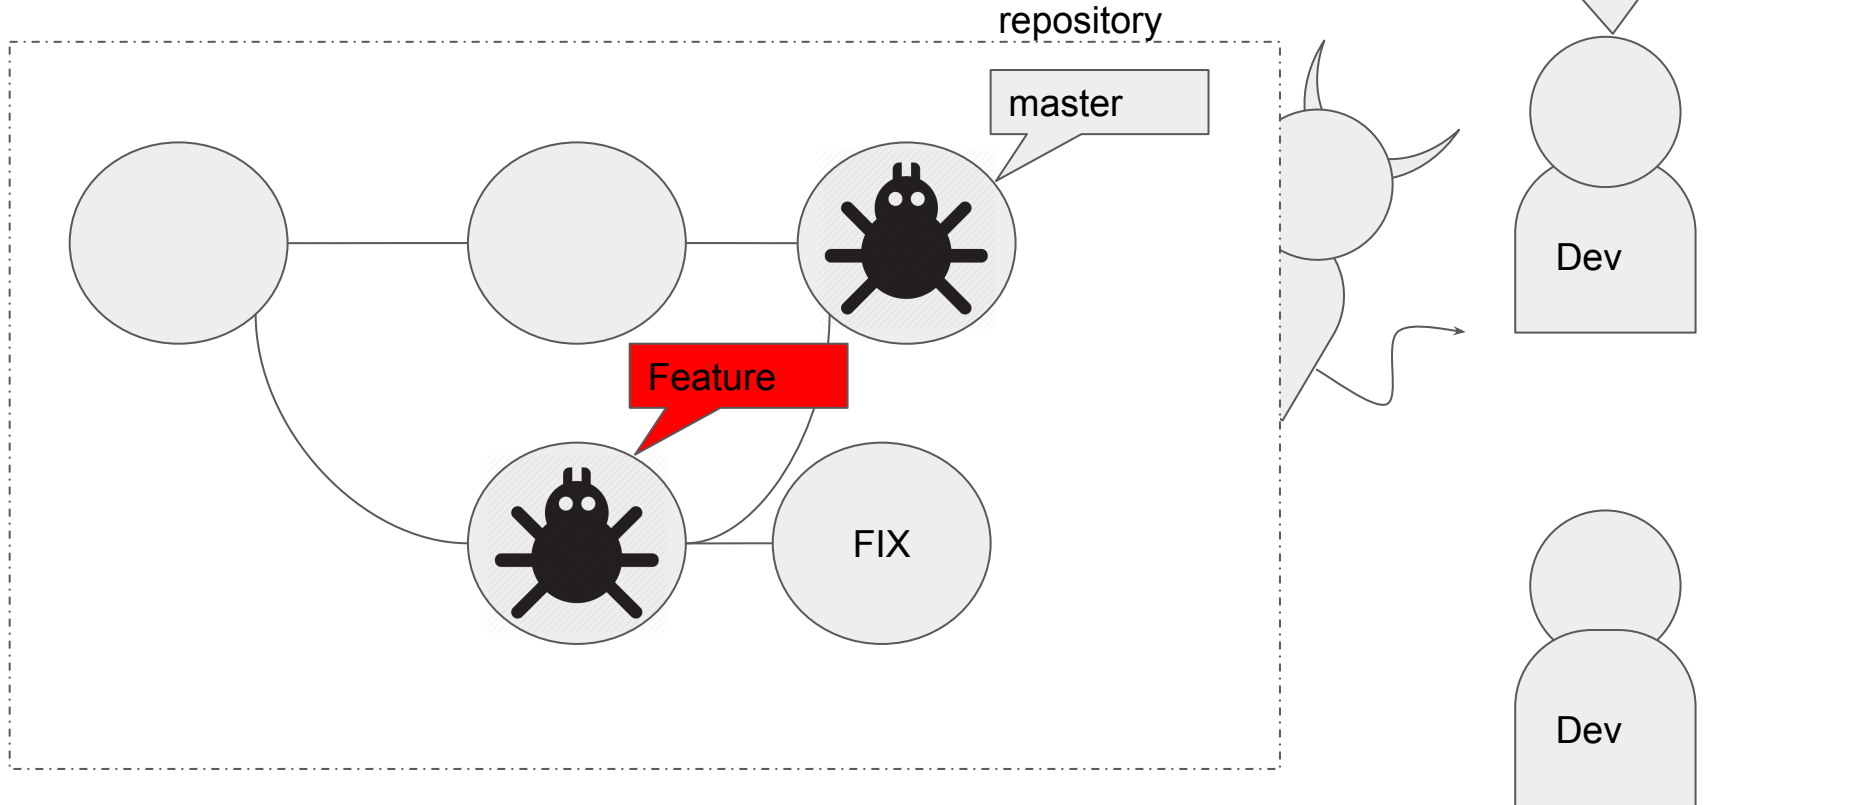 repository
master
Dev
Feature
FIX
Dev